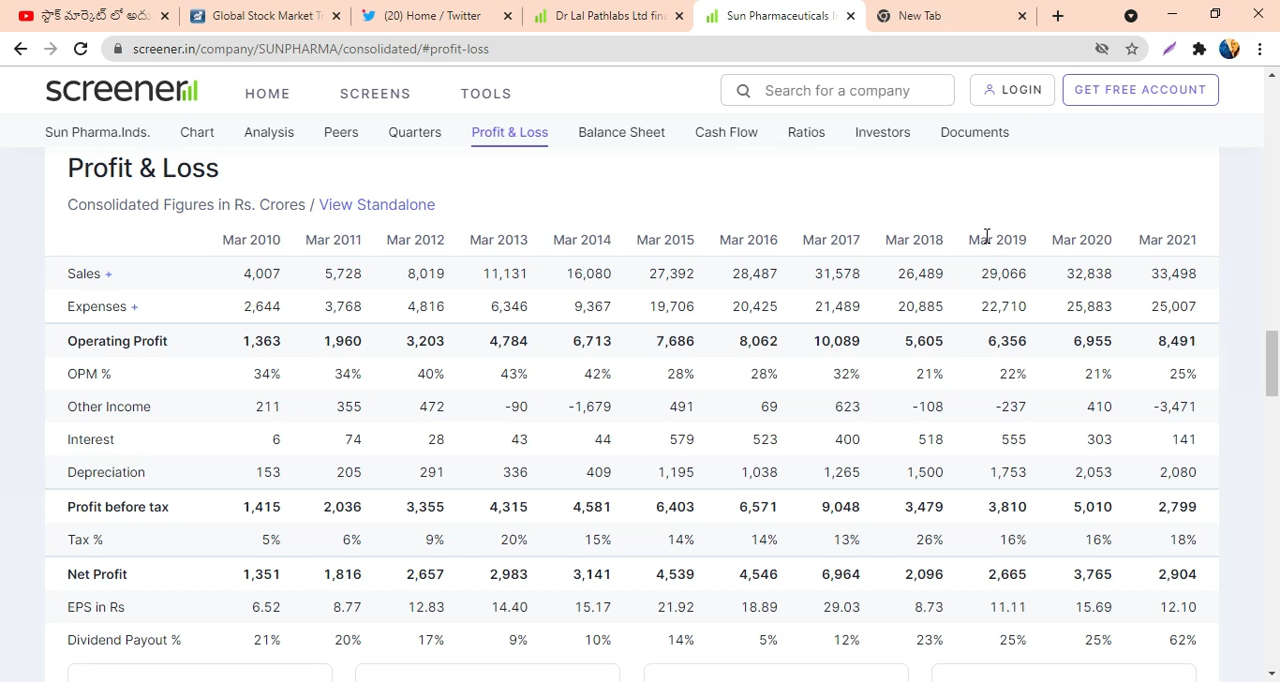 స్టాక్ మార్కెట్ లో అదు
Global Stock Market T
(20) Home / Twitter
Dr Lal Pathlabs Ltd fin
Sun Pharmaceuticals I
New Tab
screener.in/company/SUNPHARMA/consolidated/#profit-loss
screener HOME SCREENS TOOLS Search for a company LOGIN GET FREE ACCOUNT
Sun Pharma.Inds. Chart Analysis Peers Quarters Profit & Loss Balance Sheet Cash Flow Ratios Investors Documents
Profit & Loss
Consolidated Figures in Rs. Crores / View Standalone
Mar 2010 Mar 2011 Mar 2012 Mar 2013 Mar 2014 Mar 2015 Mar 2016 Mar 2017 Mar 2018 Mar 2019 Mar 2020 Mar 2021
Sales + 4,007 5,728 8,019 11,131 16,080 27,392 28,487 31,578 26,489 29,066 32,838 33,498
Expenses + 2,644 3,768 4,816 6,346 9,367 19,706 20,425 21,489 20,885 22,710 25,883 25,007
Operating Profit 1,363 1,960 3,203 4,784 6,713 7,686 8,062 10,089 5,605 6,356 6,955 8,491
OPM % 34% 34% 40% 43% 42% 28% 28% 32% 21% 22% 21% 25%
Other Income 211 355 472 -90 -1,679 491 69 623 -108 -237 410 -3,471
Interest 6 74 28 43 44 579 523 400 518 555 303 141
Depreciation 153 205 291 336 409 1,195 1,038 1,265 1,500 1,753 2,053 2,080
Profit before tax 1,415 2,036 3,355 4,315 4,581 6,403 6,571 9,048 3,479 3,810 5,010 2,799
Tax % 5% 6% 9% 20% 15% 14% 14% 13% 26% 16% 16% 18%
Net Profit 1,351 1,816 2,657 2,983 3,141 4,539 4,546 6,964 2,096 2,665 3,765 2,904
EPS in Rs 6.52 8.77 12.83 14.40 15.17 21.92 18.89 29.03 8.73 11.11 15.69 12.10
Dividend Payout % 21% 20% 17% 9% 10% 14% 5% 12% 23% 25% 25% 62%